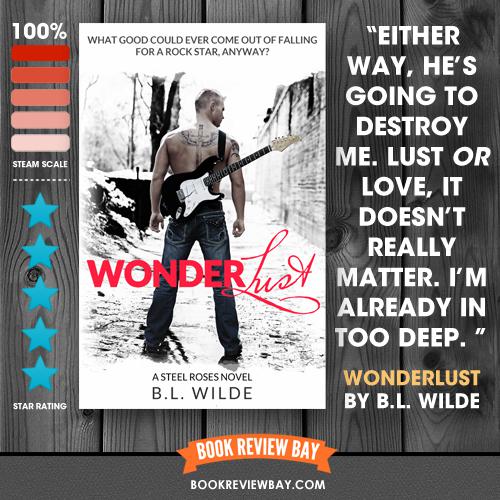 100%
STEAM SCALE
STAR RATING
WHAT GOOD COULD EVER COME OUT OF FALLING
FOR A ROCK STAR, ANYWAY?
WONDERLust
A STEEL ROSES NOVEL
B.L. WILDE
“EITHER
WAY, HE’S
GOING TO
DESTROY
ME. LUST OR
LOVE, IT
DOESN’T
REALLY
MATTER. I’M
ALREADY IN
TOO DEEP. ”
WONDERLUST
BY B.L. WILDE
BOOK REVIEW BAY
BOOKREVIEWBAY.COM